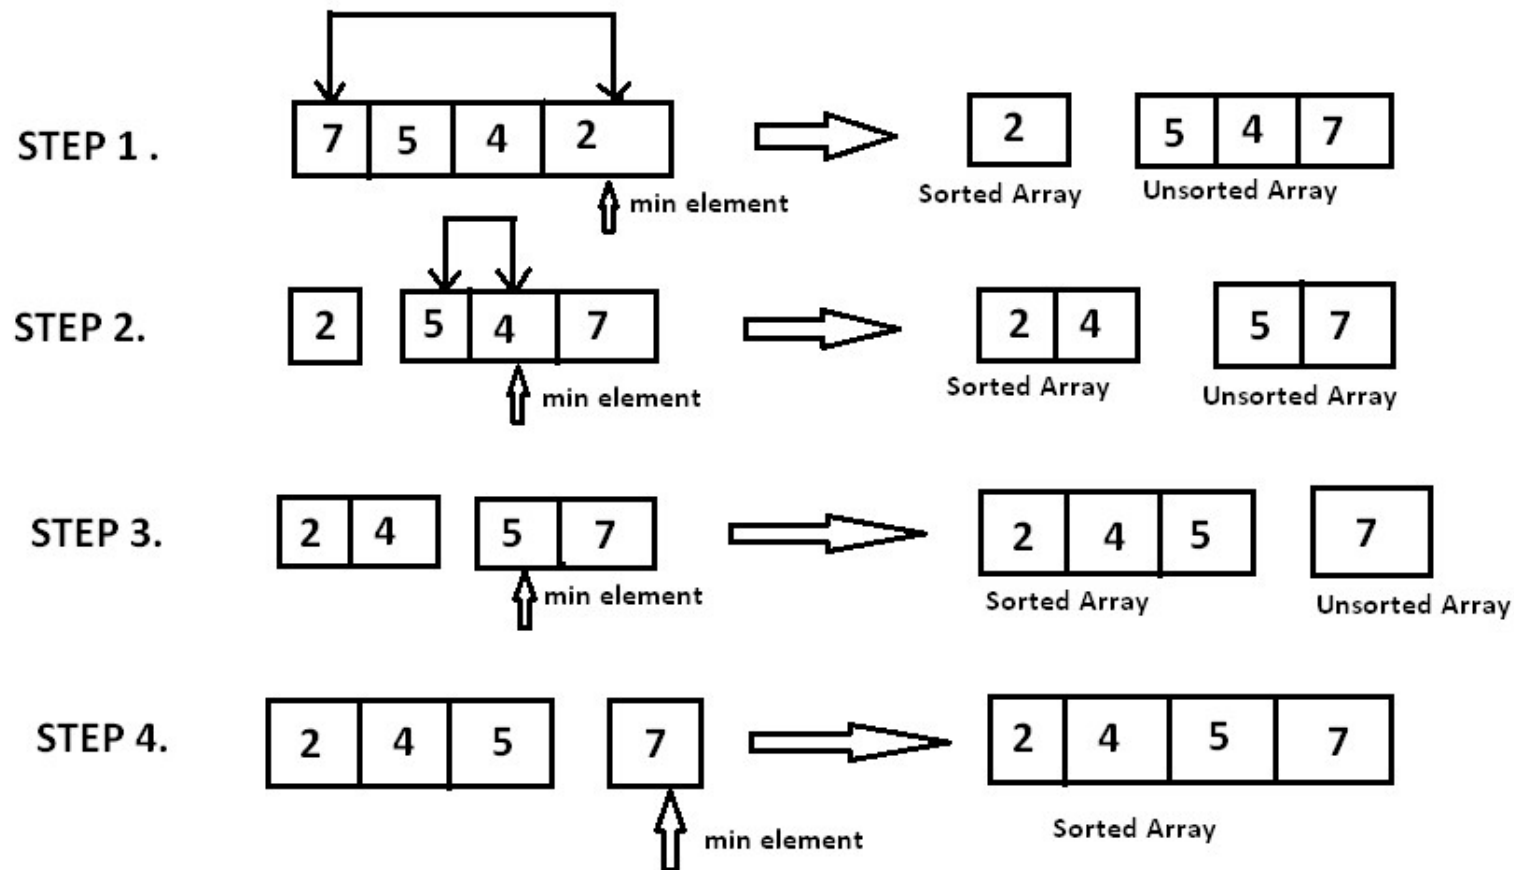 STEP 1 .
7 5 4 2
min element
2
Sorted Array
5 4 7
Unsorted Array
STEP 2.
2
5 4 7
min element
2 4
Sorted Array
5 7
Unsorted Array
STEP 3.
2 4
5 7
min element
2 4 5
Sorted Array
7
Unsorted Array
STEP 4.
2 4 5
7
min element
2 4 5 7
Sorted Array